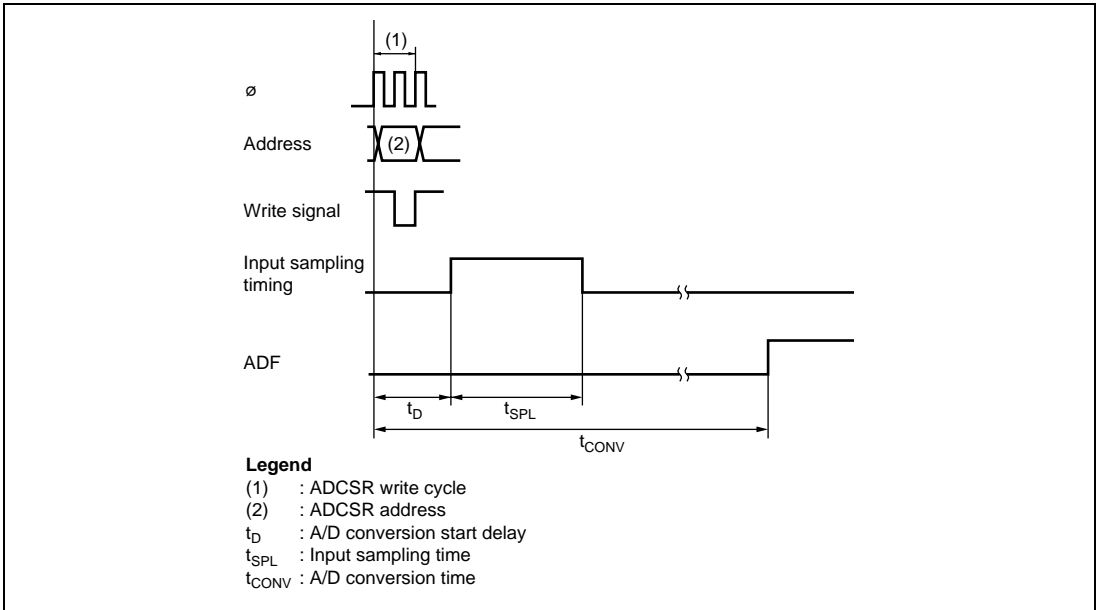 (1)
ø
Address
(2)
Write signal
Input sampling
timing
ADF
tD
tSPL
tCONV
Legend
(1) : ADCSR write cycle
(2) : ADCSR address
tD : A/D conversion start delay
tSPL : Input sampling time
tCONV : A/D conversion time